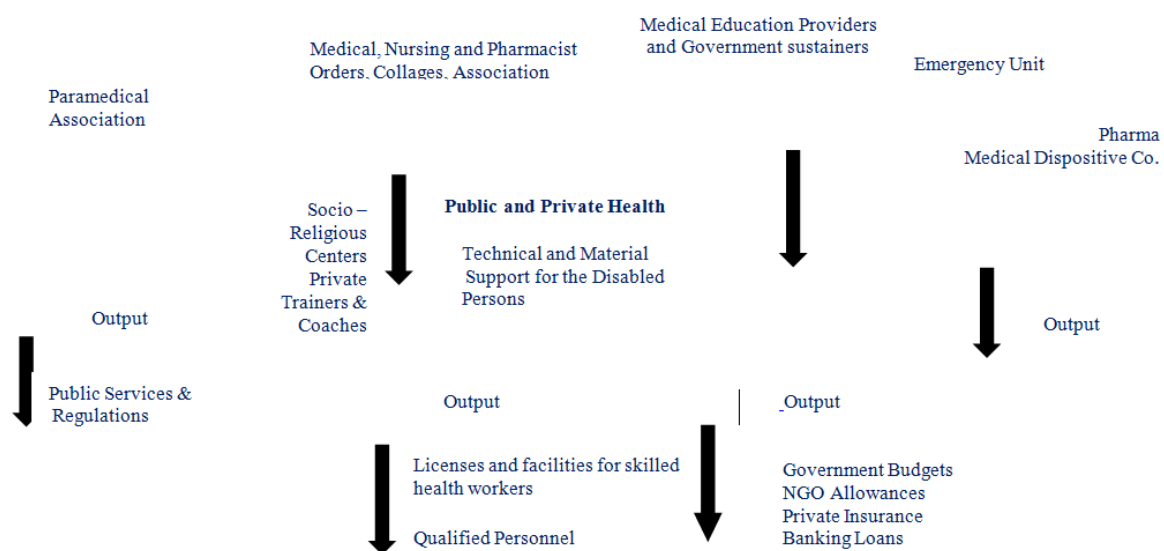 Medical Education Providers
and Government sustainers
Medical, Nursing and Pharmacist
Orders, Collages, Association
Emergency Unit
Paramedical
Association
Pharma
Medical Dispositive Co.
Socio –
Religious
Centers
Private
Trainers &
Coaches
Public and Private Health
Technical and Material
Support for the Disabled
Persons
Output
Output
Public Services &
Regulations
Output
Output
Licenses and facilities for skilled
health workers
Qualified Personnel
Government Budgets
NGO Allowances
Private Insurance
Banking Loans